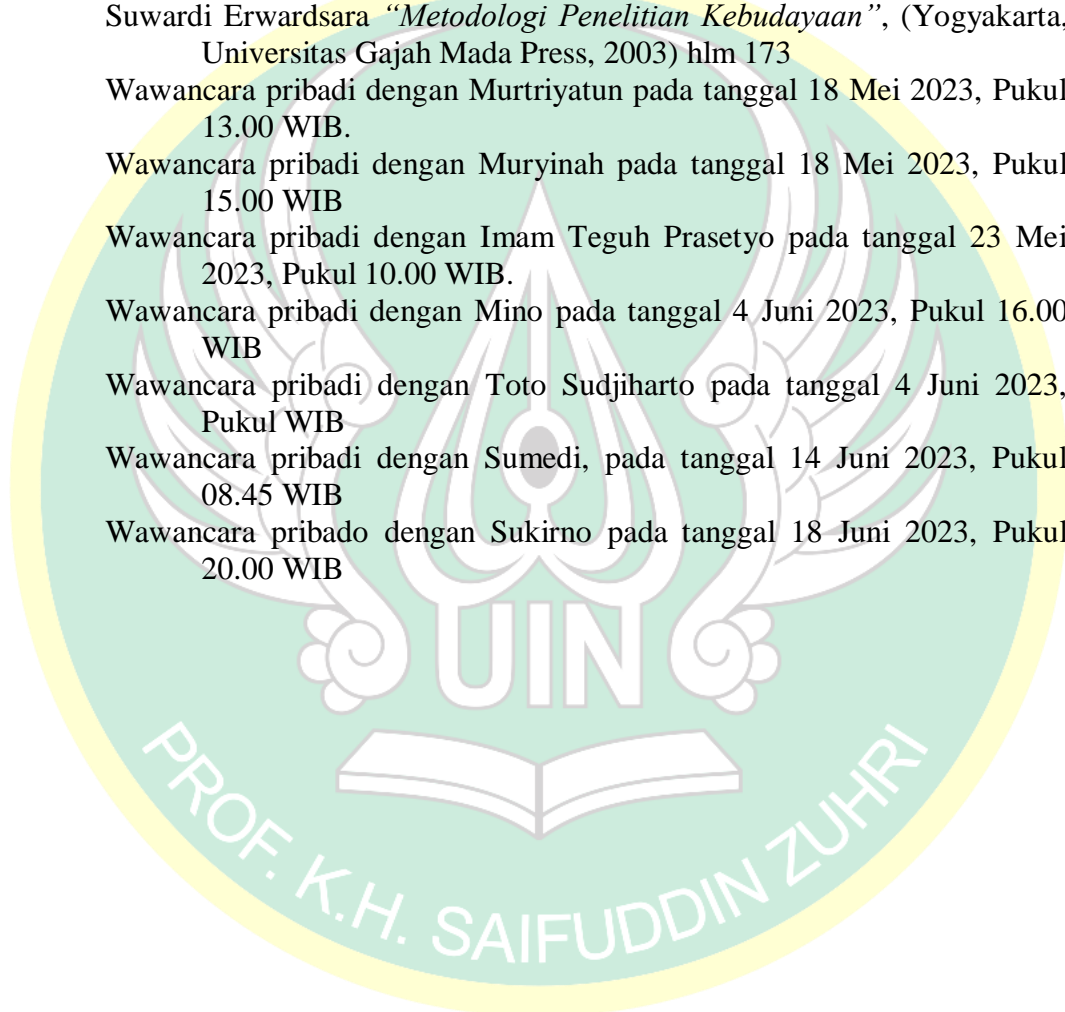 Suwardi Erwardsara “Metodologi Penelitian Kebudayaan”, (Yogyakarta,
Universitas Gajah Mada Press, 2003) hlm 173
Wawancara pribadi dengan Murtriyatun pada tanggal 18 Mei 2023, Pukul
13.00 WIB.
Wawancara pribadi dengan Muryinah pada tanggal 18 Mei 2023, Pukul
15.00 WIB
Wawancara pribadi dengan Imam Teguh Prasetyo pada tanggal 23 Mei
2023, Pukul 10.00 WIB.
Wawancara pribadi dengan Mino pada tanggal 4 Juni 2023, Pukul 16.00
WIB
Wawancara pribadi dengan Toto Sudjiharto pada tanggal 4 Juni 2023,
Pukul WIB
Wawancara pribadi dengan Sumedi, pada tanggal 14 Juni 2023, Pukul
08.45 WIB
Wawancara pribado dengan Sukirno pada tanggal 18 Juni 2023, Pukul
20.00 WIB
UIN
PROF. K.H. SAIFUDDIN ZUHRI